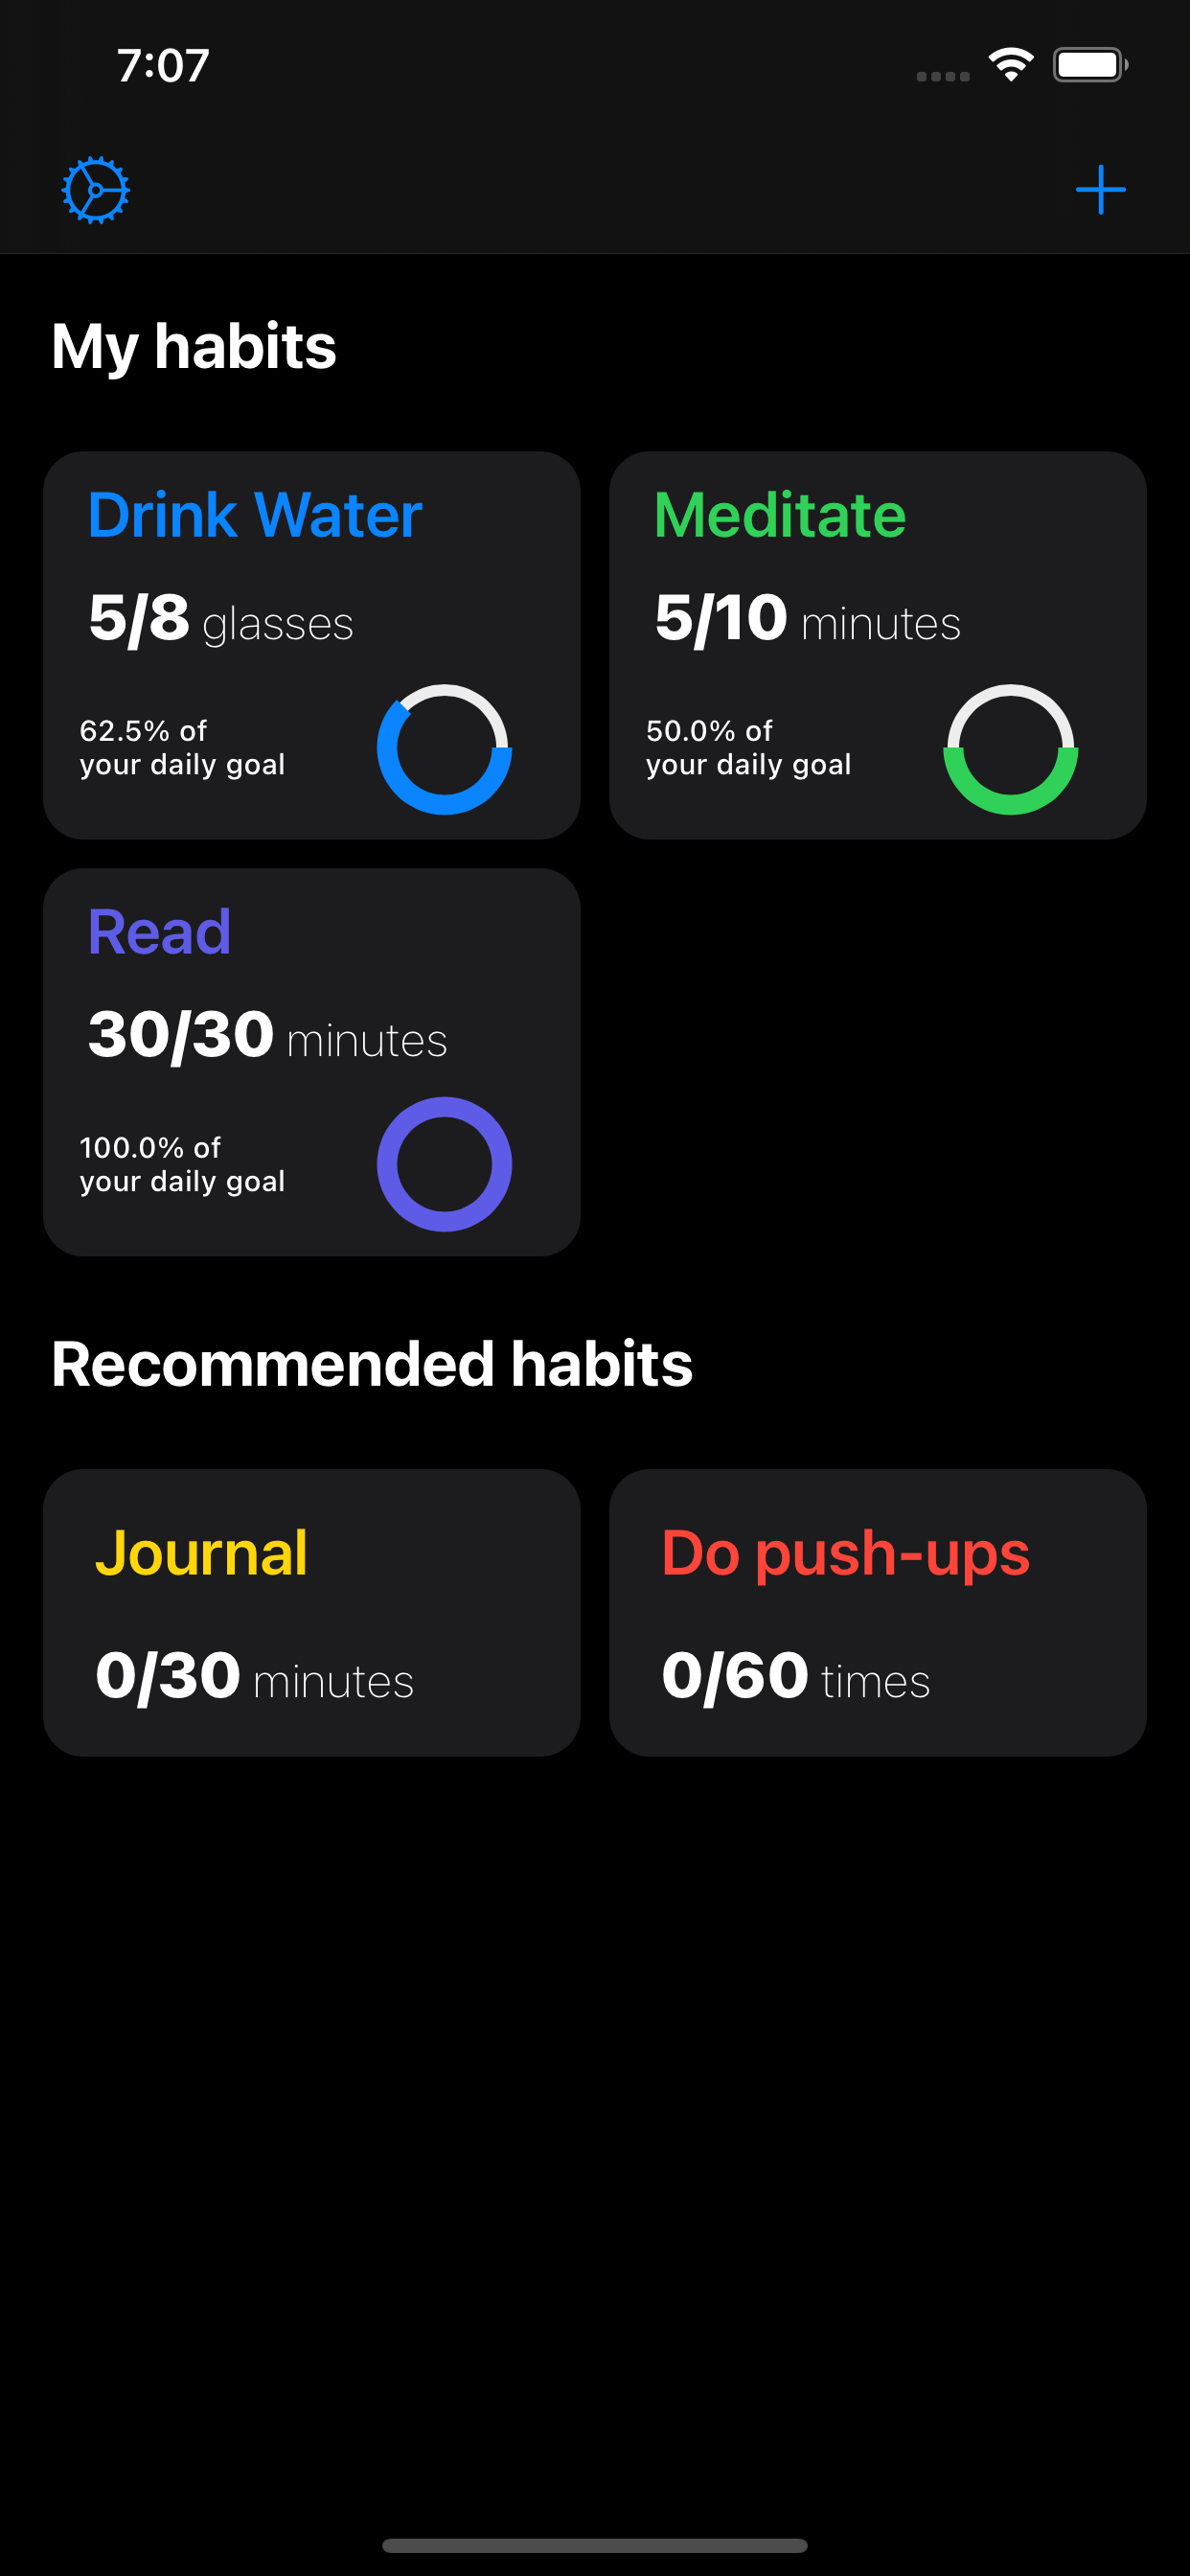 7:07
My habits
Drink Water
5/8 glasses
62.5% of
your daily goal
Meditate
5/10 minutes
50.0% of
your daily goal
Read
30/30 minutes
100.0% of
your daily goal
Recommended habits
Journal
0/30 minutes
Do push-ups
0/60 times